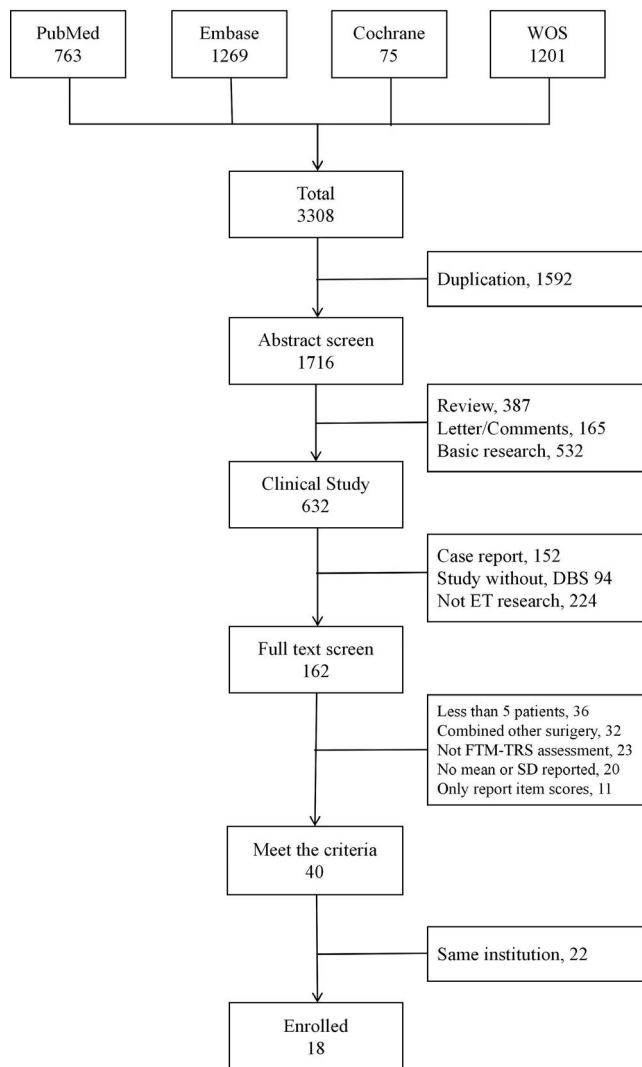 PubMed
763
Embase
1269
Cochrane
75
WOS
1201
Total
3308
Duplication, 1592
Abstract screen
1716
Review, 387
Letter/Comments, 165
Basic research, 532
Clinical Study
632
Case report, 152
Study without, DBS 94
Not ET research, 224
Full text screen
162
Less than 5 patients, 36
Combined other surigery, 32
Not FTM-TRS assessment, 23
No mean or SD reported, 20
Only report item scores, 11
Meet the criteria
40
Same institution, 22
Enrolled
18